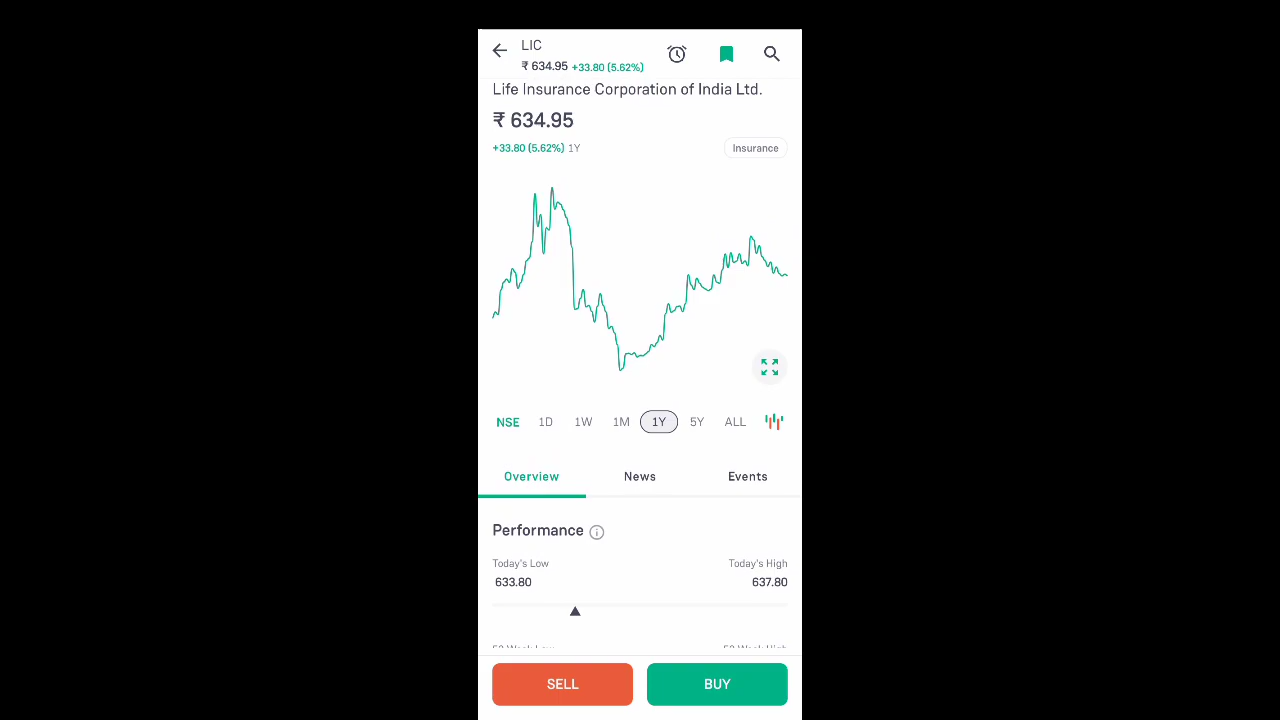 LIC
₹ 634.95 +33.80 (5.62%)
Life Insurance Corporation of India Ltd.
₹ 634.95
+33.80 (5.62%) 1Y
Insurance
NSE 1D 1W 1M 1Y 5Y ALL
Overview News Events
Performance
Today's Low Today's High
633.80 637.80
SELL BUY